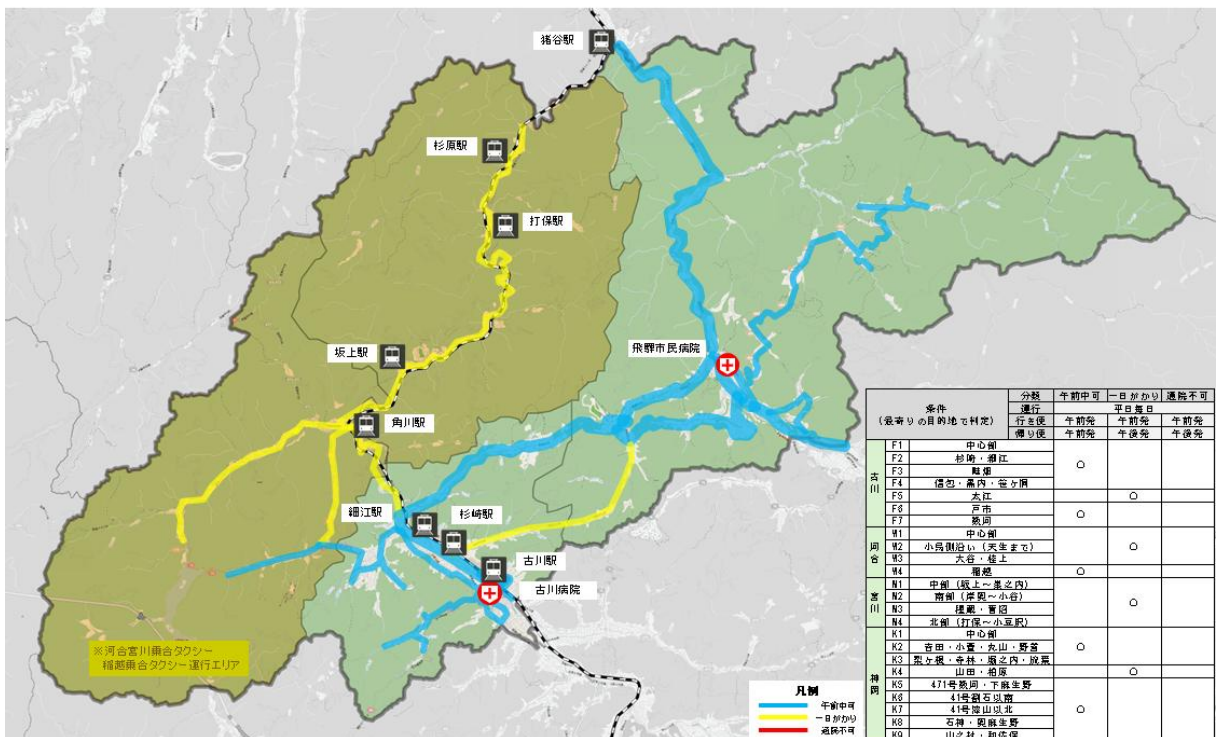 猪谷駅
杉原駅
打保駅
坂上駅
角川駅
飛騨市民病院
細江駅
杉崎駅
古川駅
古川病院
※河合宮川乗合タクシー
稲越乗合タクシー運行エリア
凡例
午前中可
一日がかり
通院不可
条件
(最寄りの目的地で判定)
分類 午前中可 一日がかり 通院不可
運行 平日毎日
行き便 午前発 午前発 午前発
帰り便 午前発 午後発 午後発
古川
F1 中心部
F2 杉崎・細江
F3 畦畑
F4 信包・黒内・笹ヶ洞
○
F5 太江 ○
F6 戸市
F7 数河
○
河合
W1 中心部
W2 小鳥側沿い(天生まで)
W3 大谷・桂上
○
W4 稲越 ○
宮川
N1 中部(坂上～巣之内)
N2 南部(岸奥～小谷)
N3 種蔵・菅沼
N4 北部(打保～小豆沢)
○
神岡
K1 中心部
K2 吉田・小萱・丸山・野首
K3 梨ヶ根・寺林・堀之内・
○
K4 山田・柏原 ○
K5 471号数河・下麻生野
K6 41号割石以南
K7 41号漆山以北
K8 石神・奥麻生野
K9 山之村・和佐保
○